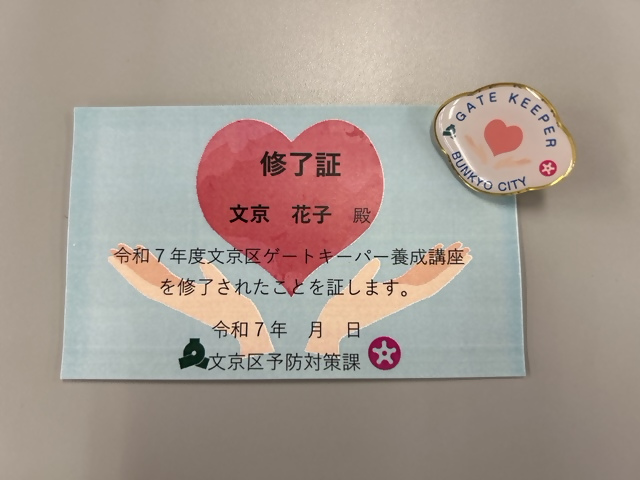 修了証
文京　花子　殿
令和７年度文京区ゲートキーパー養成講座
を修了されたことを証します。
令和７年　月　日
文京区予防対策課
GATE KEEPER
BUNKYO CITY